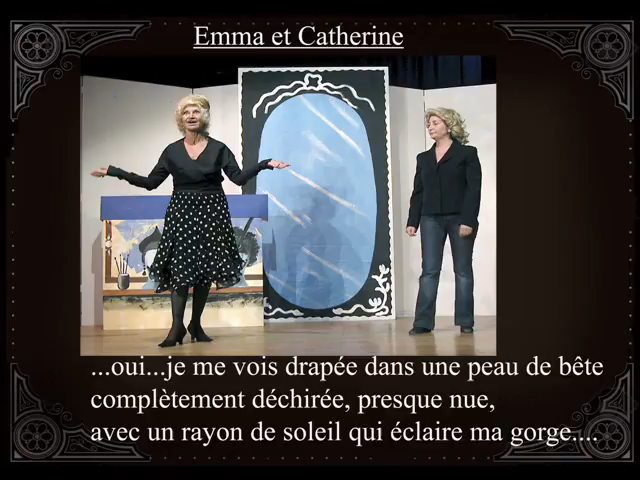 Emma et Catherine
...oui...je me vois drapée dans une peau de bête
complètement déchirée, presque nue,
avec un rayon de soleil qui éclaire ma gorge....